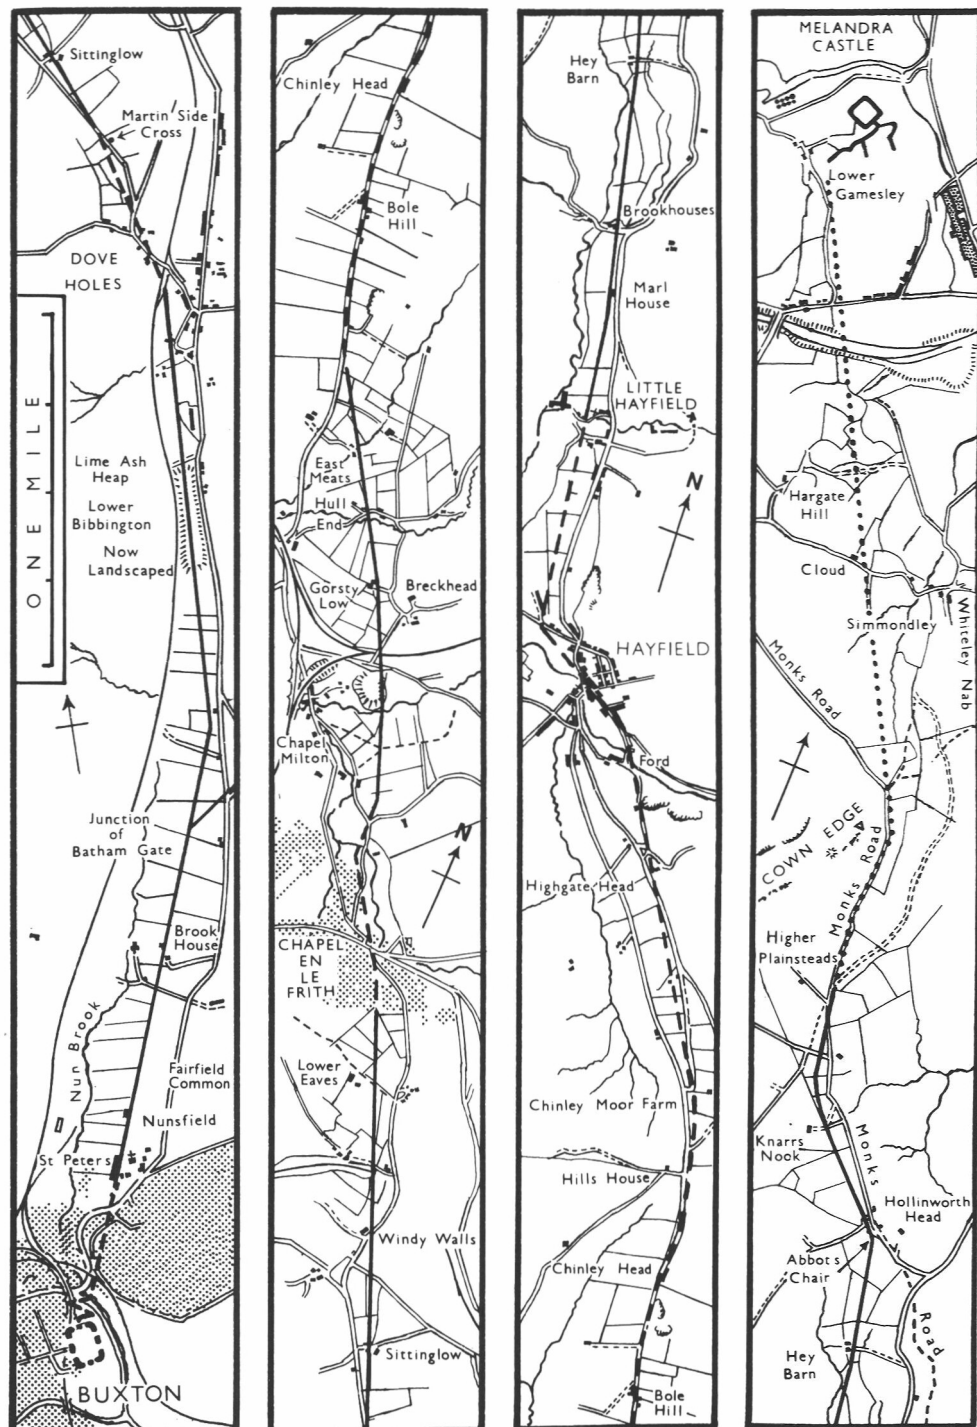 Sittinglow
Martin Side
Cross
DOVE
HOLES
ONE MILE
Lime Ash
Heap
Lower
Bibbington
Now
Landscaped
Junction
of
Batham Gate
Brook
House
Nun Brook
Fairfield
Common
Nunsfield
St Peters
BUXTON
Chinley Head
Bole
Hill
East
Meats
Hull
End
Gorsty
Low
Breckhead
Chapel
Milton
N
CHAPEL
EN
LE
FRITH
Lower
Eaves
Windy Walls
Sittinglow
Hey
Barn
Brookhouses
Marl
House
LITTLE
HAYFIELD
N
HAYFIELD
Ford
Highgate Head
Chinley Moor Farm
Hills House
Chinley Head
Bole
Hill
MELANDRA
CASTLE
Lower
Gamesley
Hargate
Hill
Cloud
Simmondley
Whiteley Nab
Monks Road
COWN EDGE
Monks Road
Higher
Plainsteads
Knarrs
Nook
Monks
Hollinworth
Head
Abbot's
Chair
Road
Hey
Barn